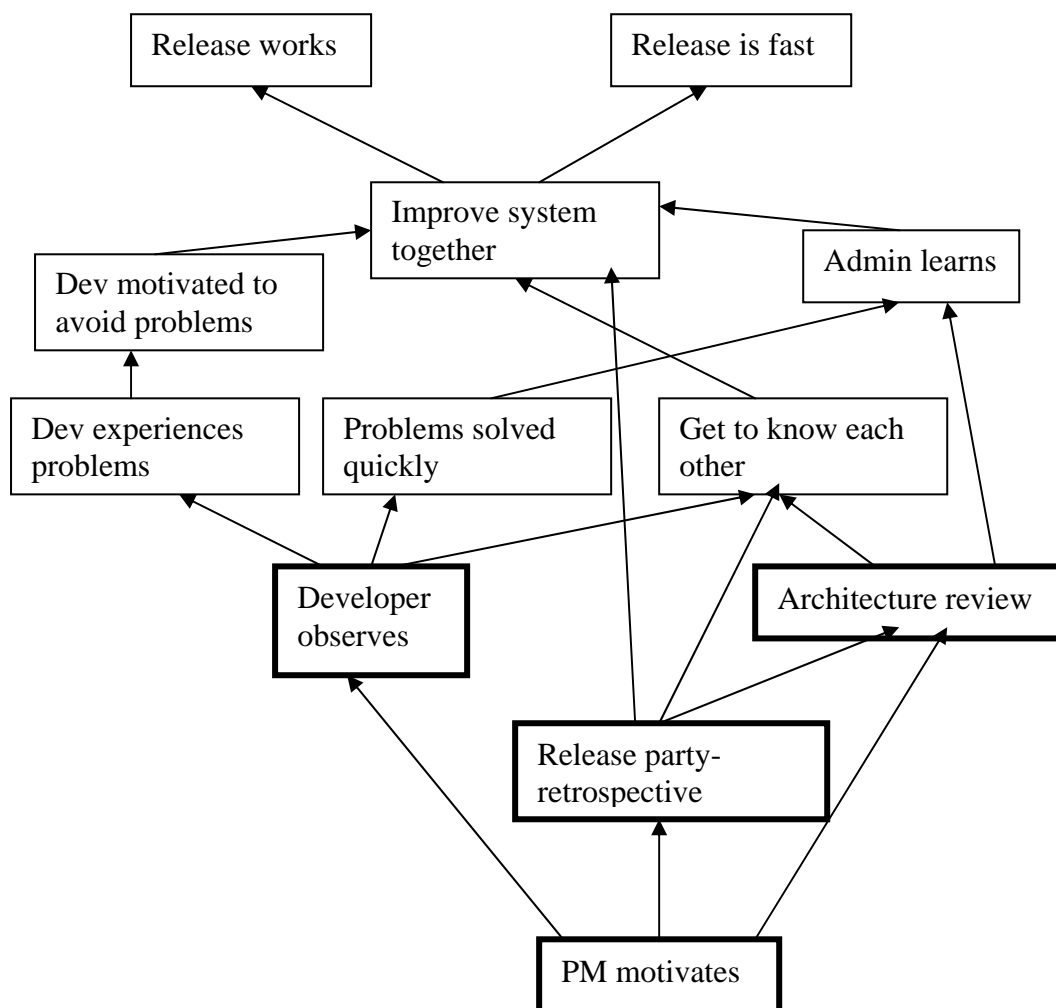 Release works
Release is fast
Improve system
together
Admin learns
Dev motivated to
avoid problems
Dev experiences
problems
Problems solved
quickly
Get to know each
other
Developer
observes
Architecture review
Release party-
retrospective
PM motivates